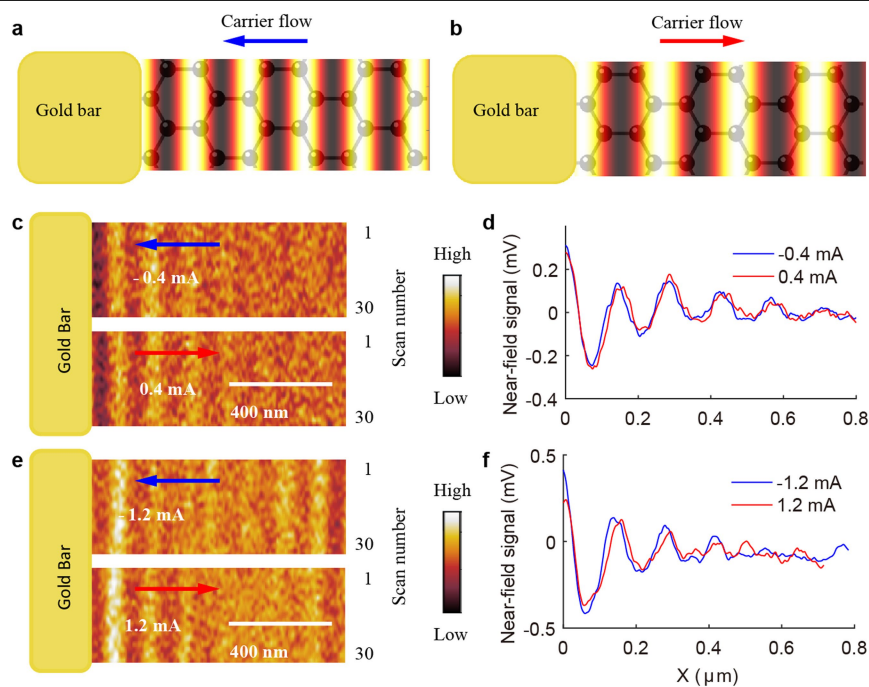 a
Carrier flow
Gold bar
b
Carrier flow
Gold bar
c
Gold Bar
- 0.4 mA
0.4 mA
400 nm
1
30
1
30
Scan number
High
Low
d
Near-field signal (mV)
0.2
0
-0.2
-0.4
-0.4 mA
0.4 mA
0
0.2
0.4
0.6
0.8
e
Gold Bar
1.2 mA
1.2 mA
400 nm
1
30
1
30
Scan number
High
Low
f
Near-field signal (mV)
0.5
0
-0.5
-1.2 mA
1.2 mA
0
0.2
0.4
0.6
0.8
X (μm)